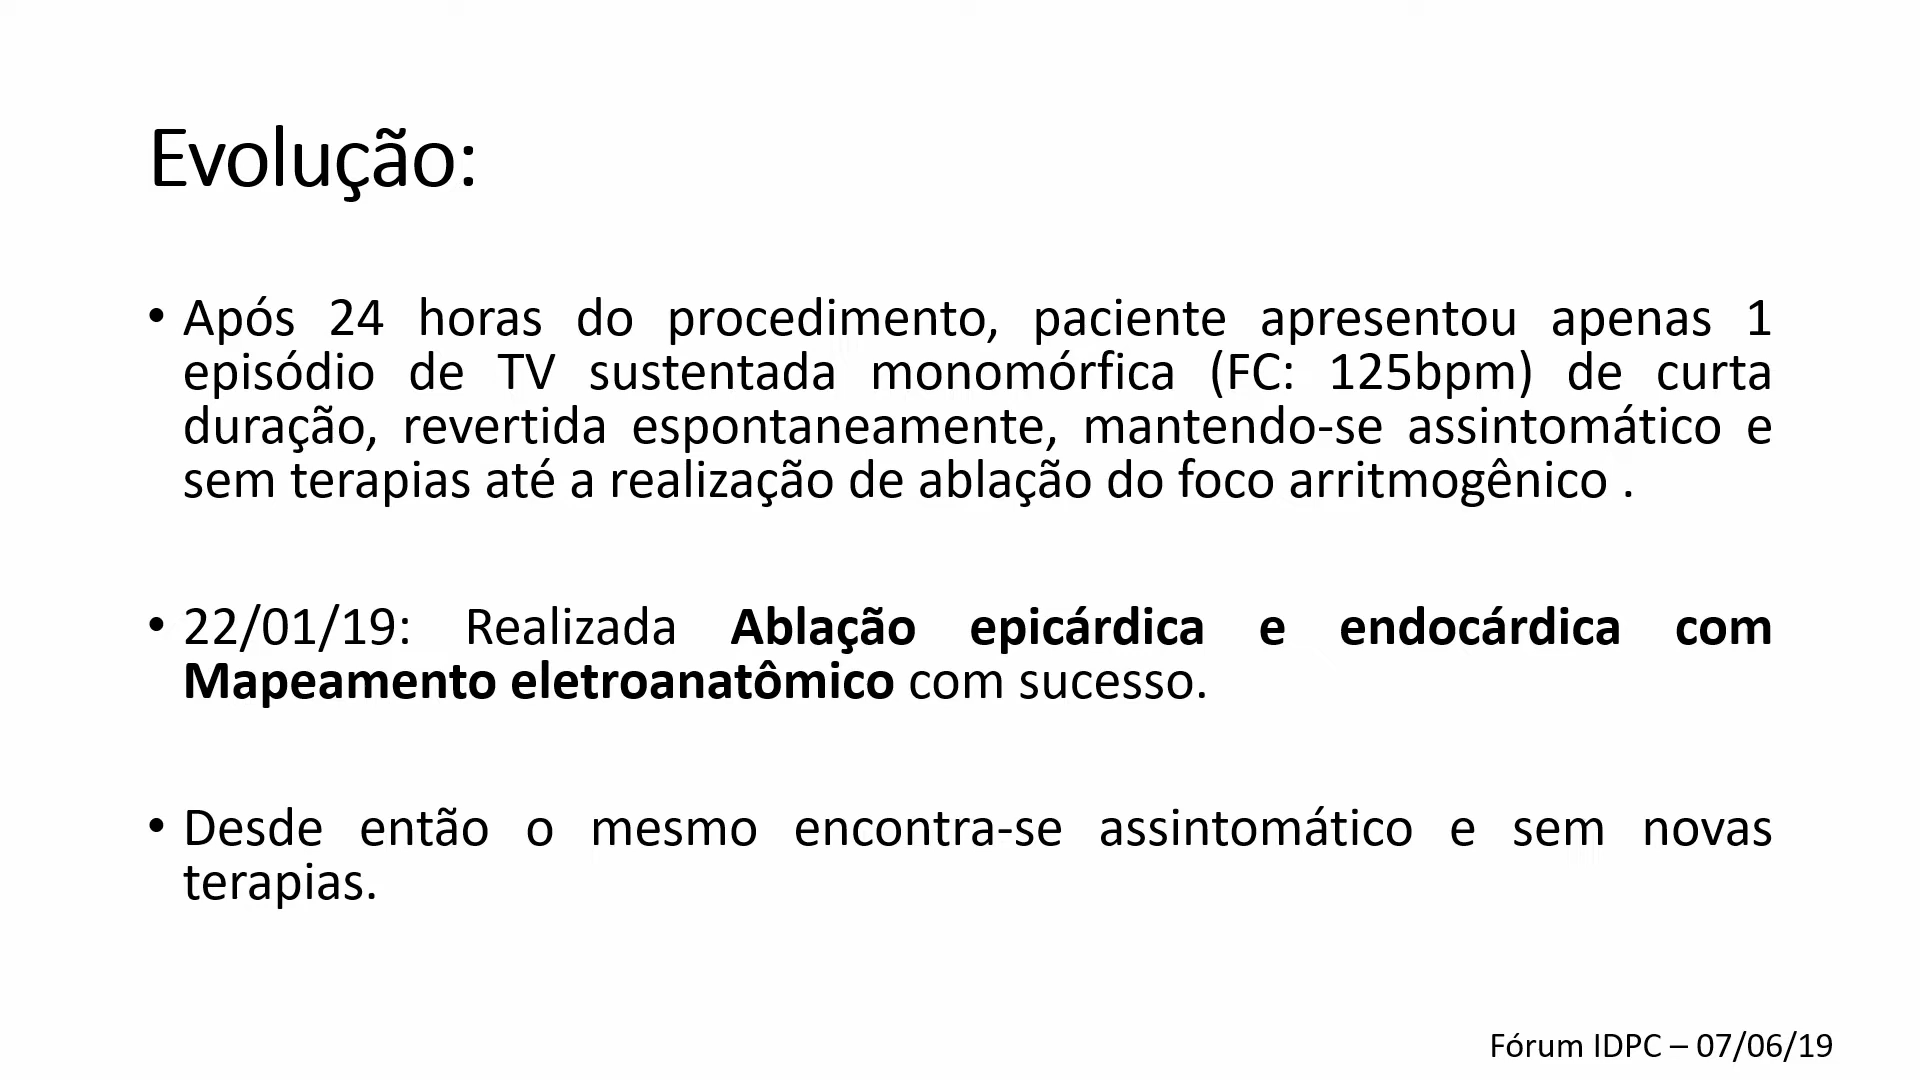 Evolução:
• Após 24 horas do procedimento, paciente apresentou apenas 1
episódio de TV sustentada monomórfica (FC: 125bpm) de curta
duração, revertida espontaneamente, mantendo-se assintomático e
sem terapias até a realização de ablação do foco arritmogênico .
• 22/01/19: Realizada Ablação epicárdica e endocárdica com
Mapeamento eletroanatômico com sucesso.
• Desde então o mesmo encontra-se assintomático e sem novas
terapias.
Fórum IDPC – 07/06/19